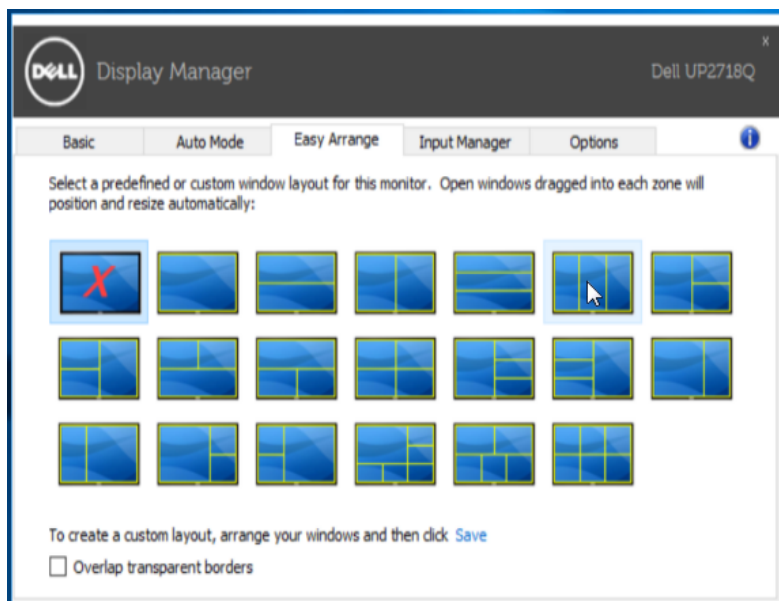 DELL Display Manager Dell UP2718Q
x
Basic Auto Mode Easy Arrange Input Manager Options i
Select a predefined or custom window layout for this monitor. Open windows dragged into each zone will
position and resize automatically:
X
To create a custom layout, arrange your windows and then click Save
Overlap transparent borders